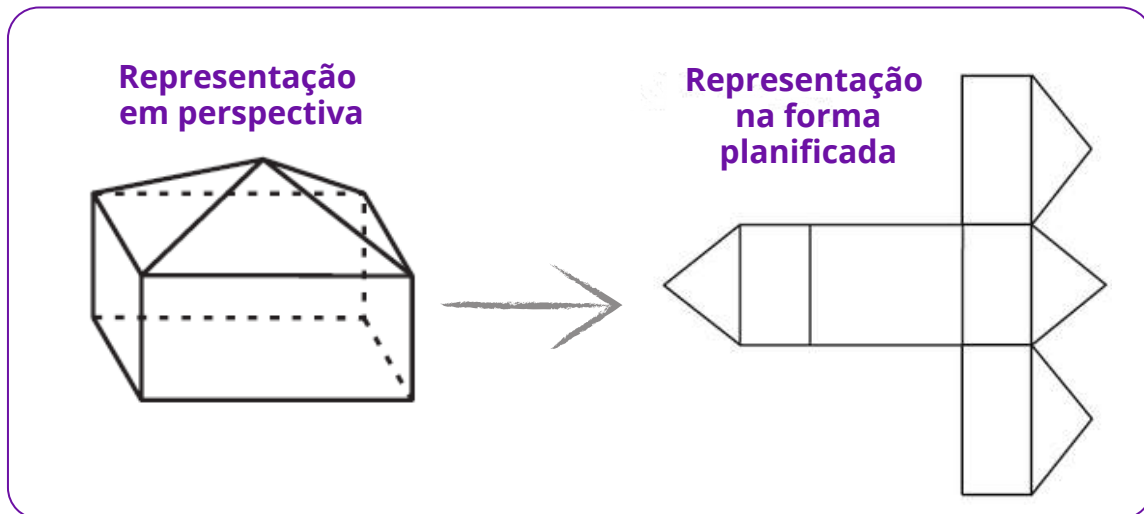 Representação
em perspectiva
Representação
na forma
planificada